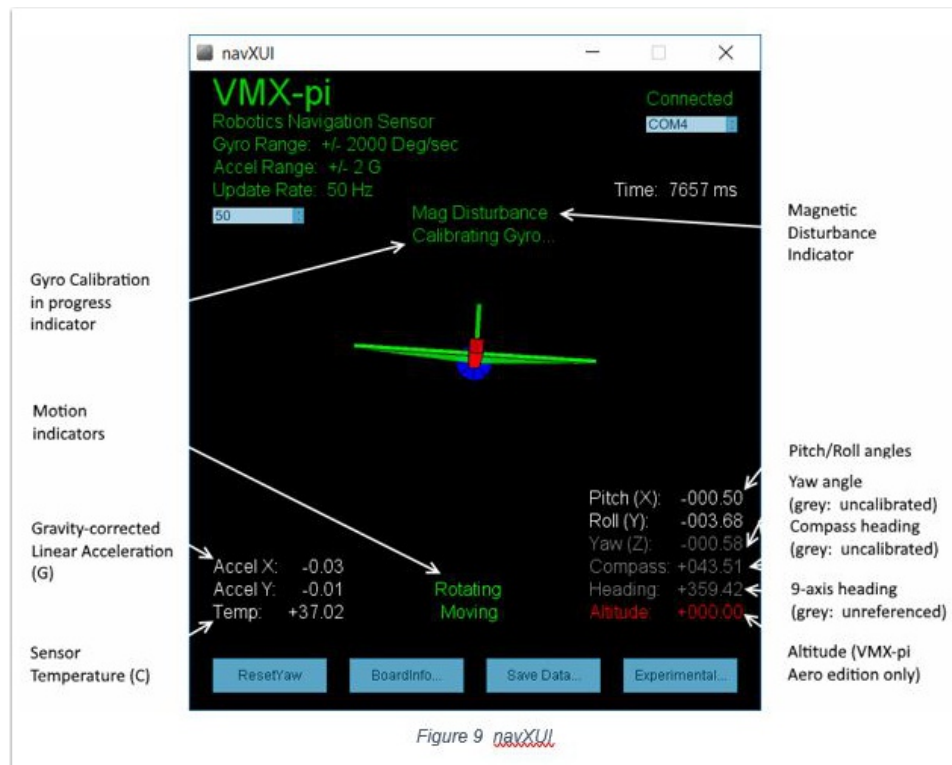 navXUI
VMX-pi
Connected
Robotics Navigation Sensor
COM4
Gyro Range: +/- 2000 Deg/sec
Accel Range: +/- 2 G
Update Rate: 50 Hz
Time: 7657 ms
50
Mag Disturbance
Calibrating Gyro...
Magnetic
Disturbance
Indicator
Gyro Calibration
in progress
indicator
Motion
indicators
Gravity-corrected
Linear Acceleration
(G)
Sensor
Temperature (C)
Accel X: -0.03
Accel Y: -0.01
Temp: +37.02
Rotating
Moving
Pitch (X): -000.50
Roll (Y): -003.68
Yaw (Z): -000.58
Compass: +043.51
Heading: +359.42
Altitude: +000.00
Pitch/Roll angles
Yaw angle
(grey: uncalibrated)
Compass heading
(grey: uncalibrated)
9-axis heading
(grey: unreferenced)
Altitude (VMX-pi
Aero edition only)
ResetYaw
BoardInfo...
Save Data...
Experimental...
Figure 9 navXUI